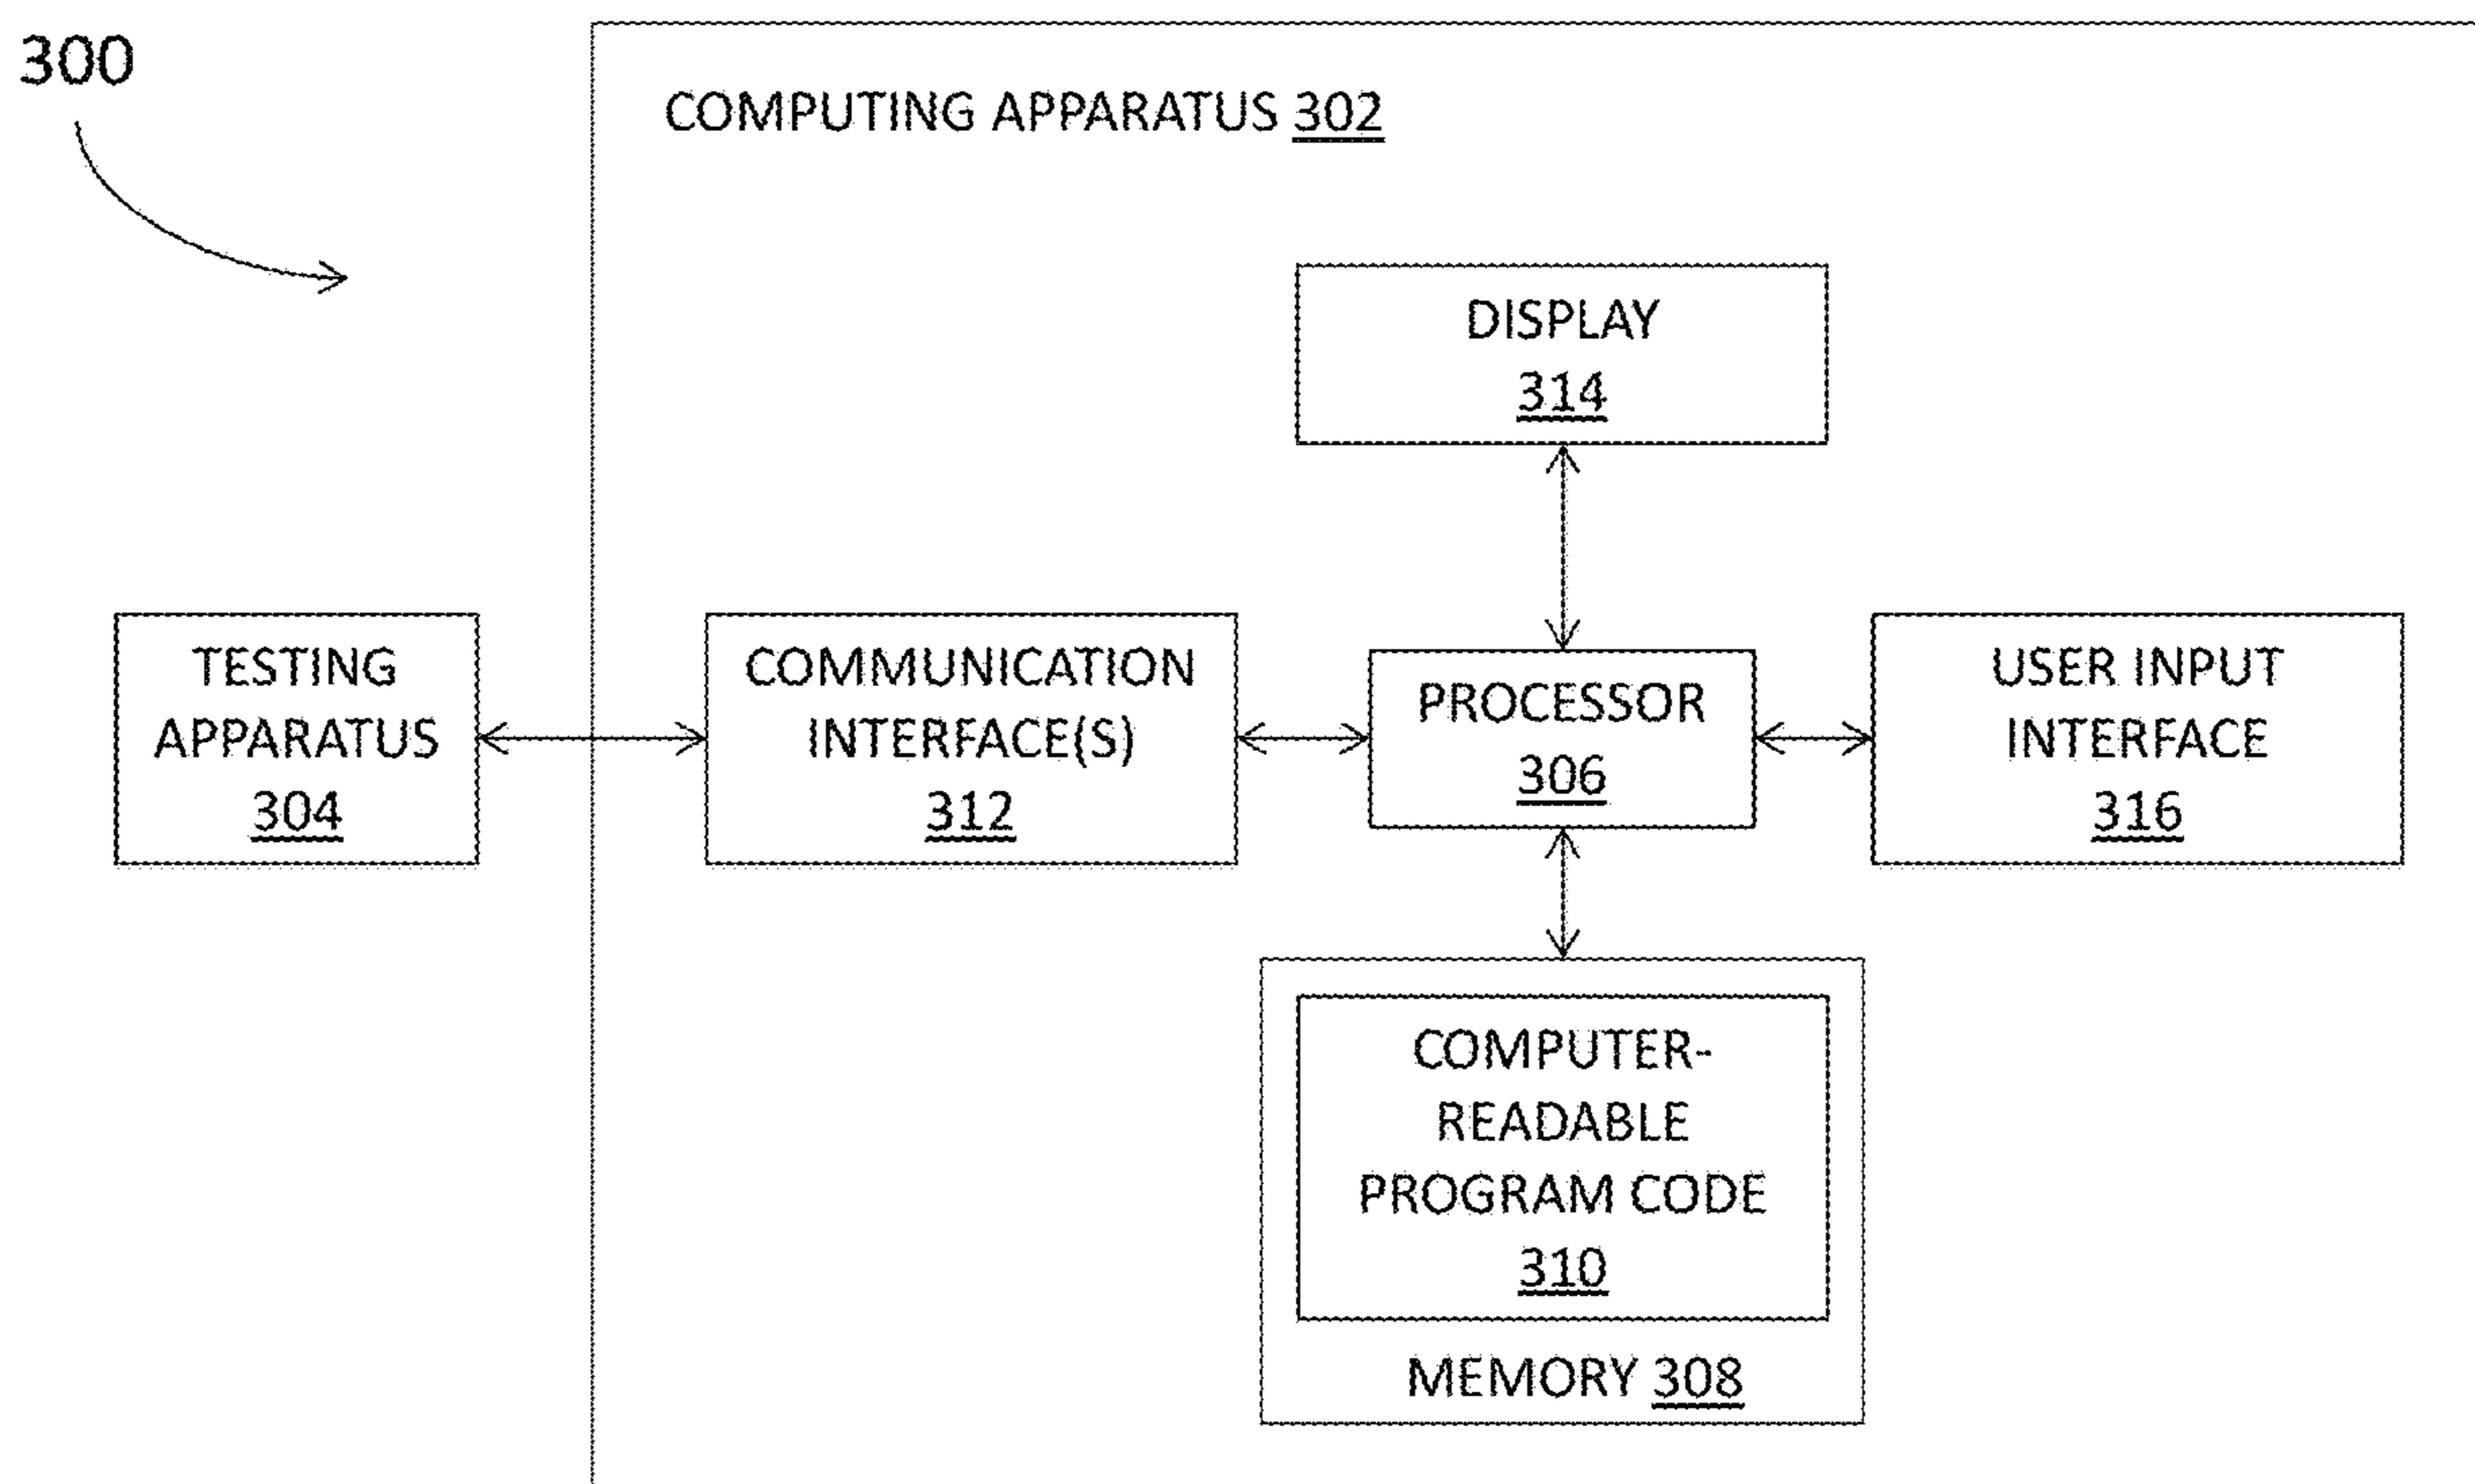 300
COMPUTING APPARATUS 302
DISPLAY
314
TESTING
APPARATUS
304
COMMUNICATION
INTERFACE(S)
312
PROCESSOR
306
USER INPUT
INTERFACE
316
COMPUTER-
READABLE
PROGRAM CODE
310
MEMORY 308